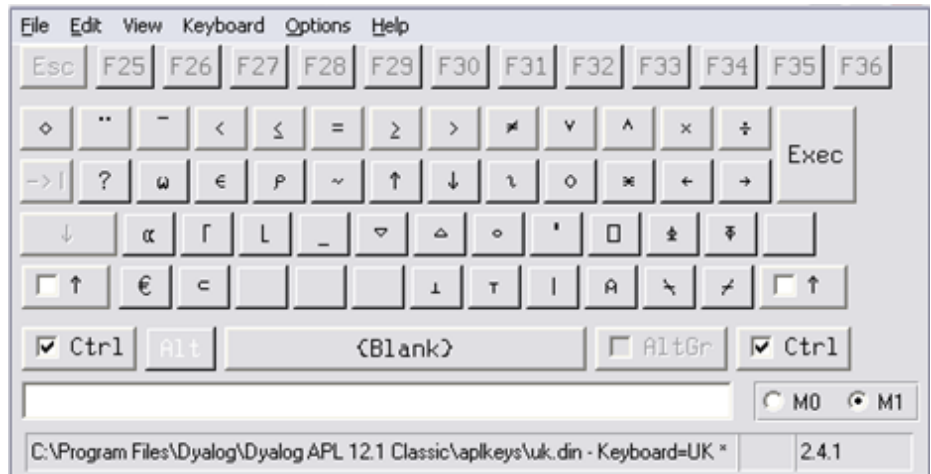 File Edit View Keyboard Options Help
Esc F25 F26 F27 F28 F29 F30 F31 F32 F33 F34 F35 F36
◇ ¨ ¯ < ≤ = ≥ > ≠ ∨ ∧ × ÷ Exec
->| ? ω ∊ ⍴ ~ ↑ ↓ ⍳ ○ * ← →
↓ ⍺ ⌈ ⌊ _ ∇ ∆ ∘ ' ⎕ ⍎ ⍕
↑ € ⊂ ⊥ ⊤ | ⍝ ⍀ ⌿ ↑
Ctrl Alt {Blank} AltGr Ctrl
M0 M1
C:\Program Files\Dyalog\Dyalog APL 12.1 Classic\aplkeys\uk.din - Keyboard=UK * 2.4.1